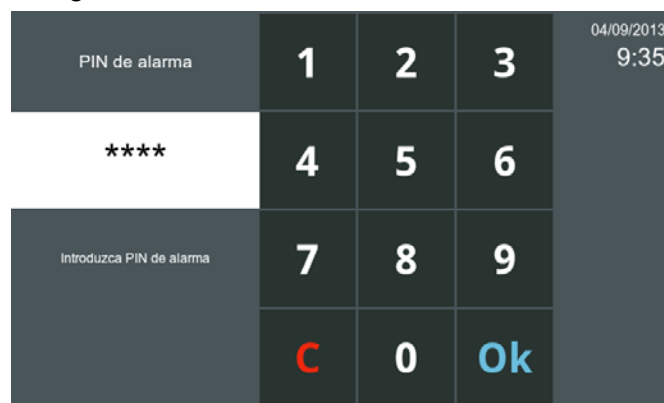 PIN de alarma
1 2 3
04/09/2013
9:35
****
4 5 6
Introduzca PIN de alarma
7 8 9
C 0 Ok